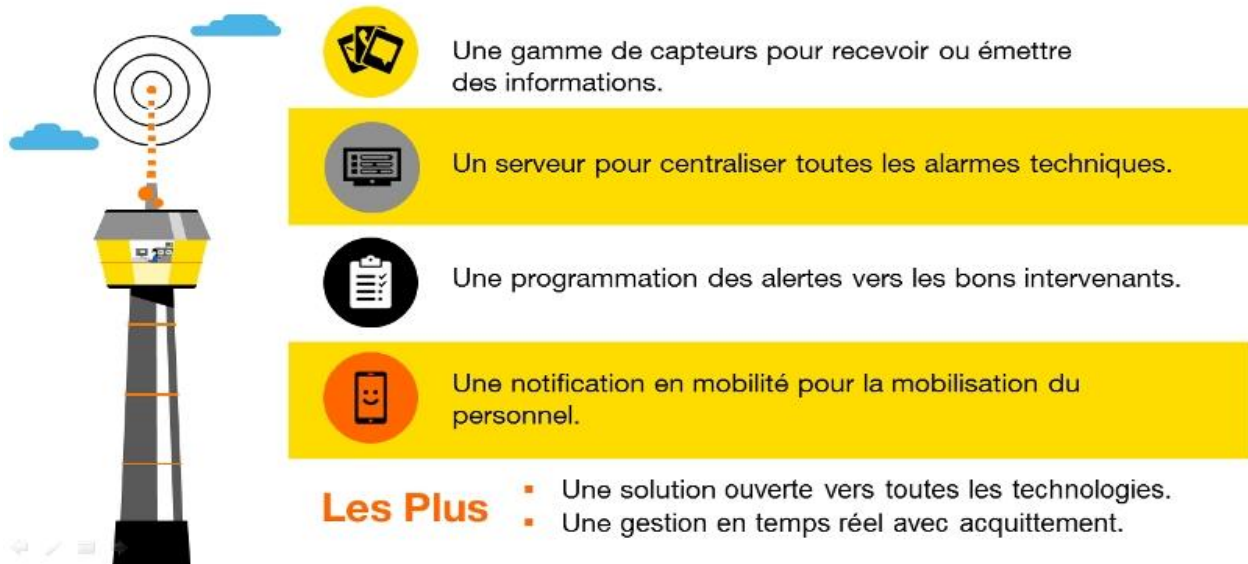 Une gamme de capteurs pour recevoir ou émettre
des informations.
Un serveur pour centraliser toutes les alarmes techniques.
Une programmation des alertes vers les bons intervenants.
Une notification en mobilité pour la mobilisation du
personnel.
Les Plus
▪ Une solution ouverte vers toutes les technologies.
▪ Une gestion en temps réel avec acquittement.